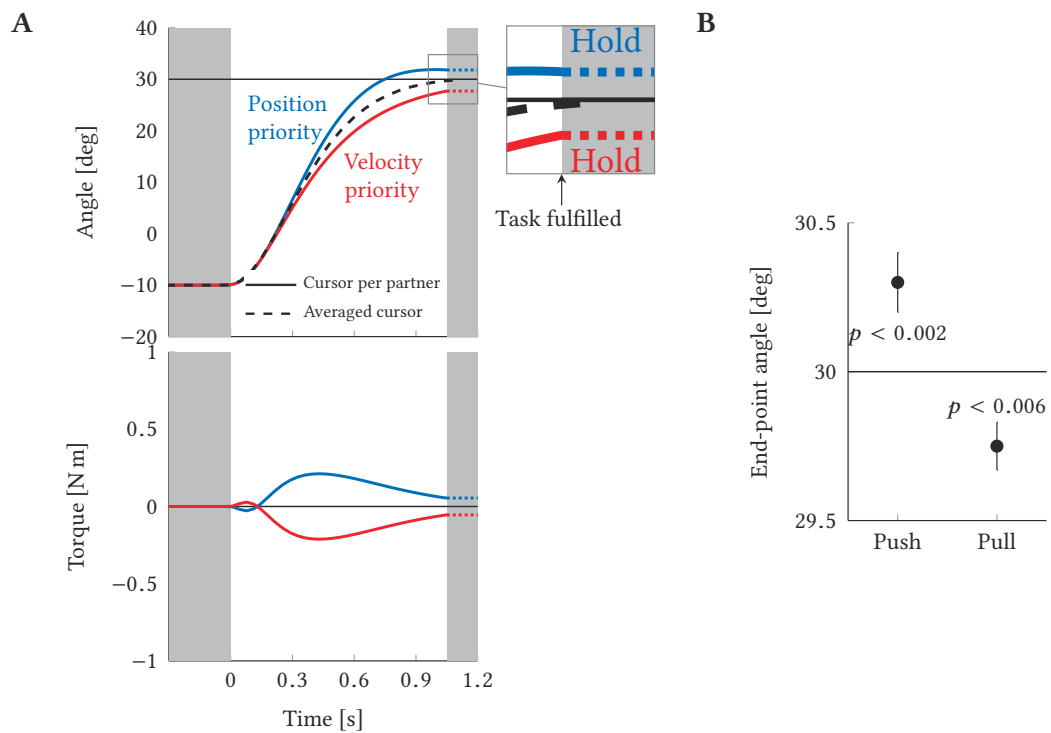 A
40
30
20
10
0
−10
−20
Angle [deg]
Position
priority
Velocity
priority
Cursor per partner
Averaged cursor
Hold
Hold
Task fulfilled
1
0.5
0
−0.5
−1
Torque [N m]
0
0.3
0.6
0.9
1.2
Time [s]
B
30.5
30
29.5
End-point angle [deg]
p < 0.002
p < 0.006
Push
Pull